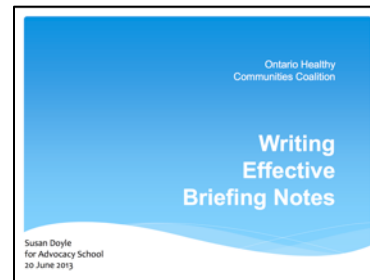 Ontario Healthy
Communities Coalition
Writing
Effective
Briefing Notes
Susan Doyle
for Advocacy School
20 June 2013